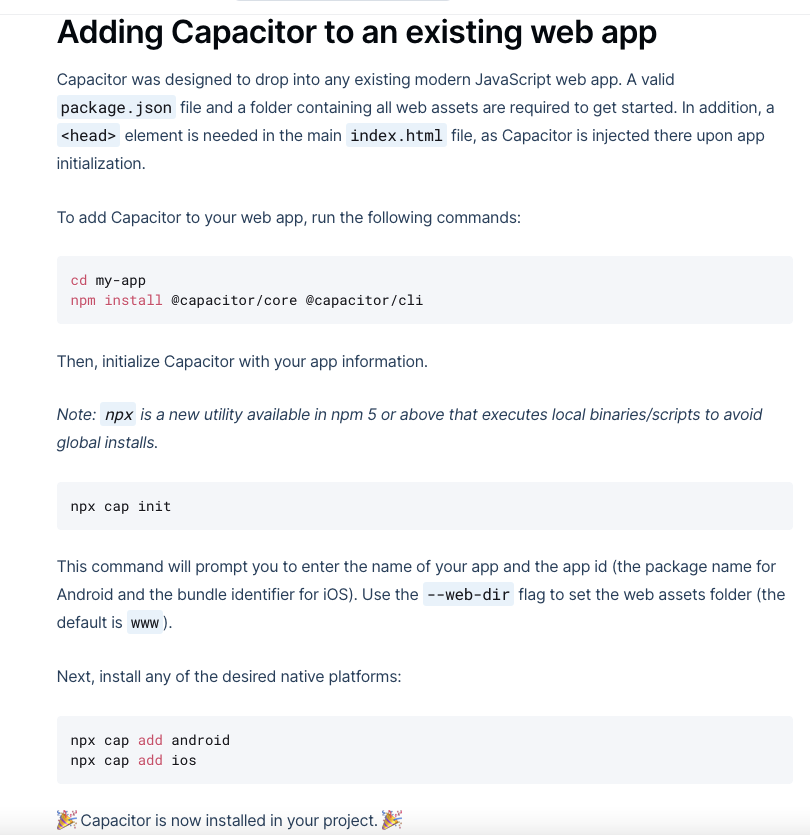 Adding Capacitor to an existing web app
Capacitor was designed to drop into any existing modern JavaScript web app. A valid
package.json file and a folder containing all web assets are required to get started. In addition, a
<head> element is needed in the main index.html file, as Capacitor is injected there upon app
initialization.
To add Capacitor to your web app, run the following commands:
cd my-app
npm install @capacitor/core @capacitor/cli
Then, initialize Capacitor with your app information.
Note: npx is a new utility available in npm 5 or above that executes local binaries/scripts to avoid
global installs.
npx cap init
This command will prompt you to enter the name of your app and the app id (the package name for
Android and the bundle identifier for iOS). Use the --web-dir flag to set the web assets folder (the
default is www).
Next, install any of the desired native platforms:
npx cap add android
npx cap add ios
🎉 Capacitor is now installed in your project. 🎉